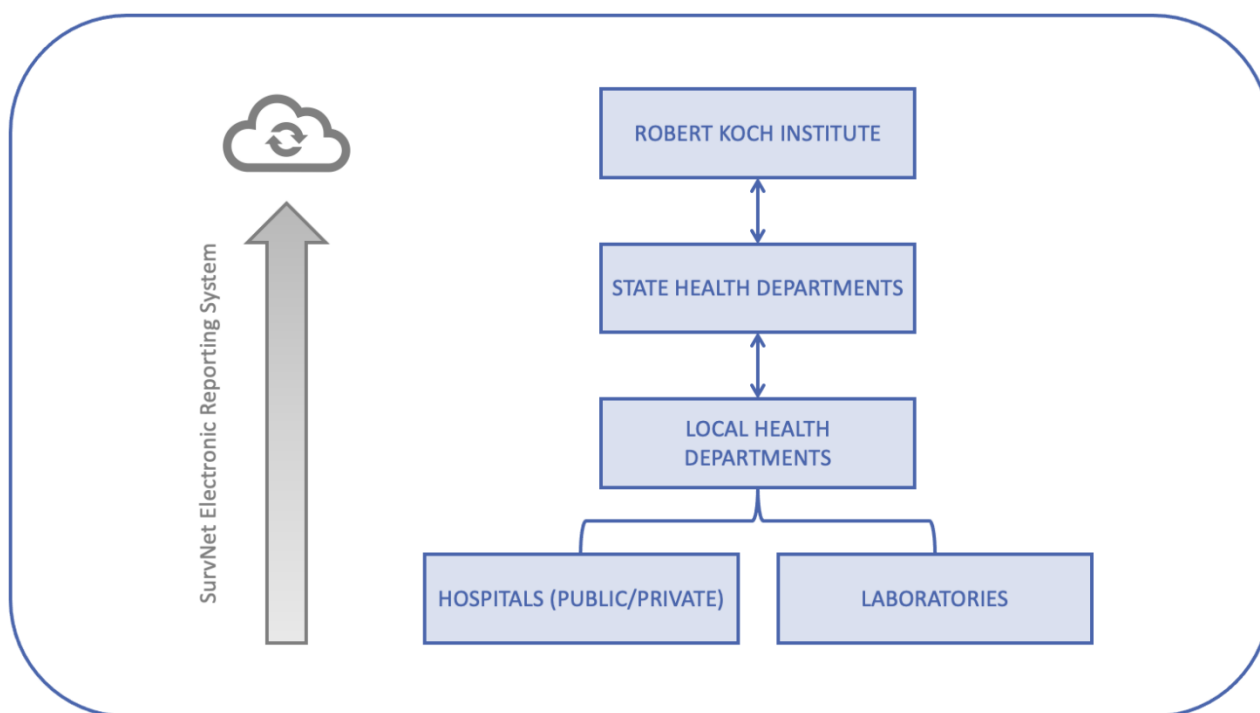 ROBERT KOCH INSTITUTE
STATE HEALTH DEPARTMENTS
LOCAL HEALTH
DEPARTMENTS
HOSPITALS (PUBLIC/PRIVATE)
LABORATORIES
SurvNet Electronic Reporting System